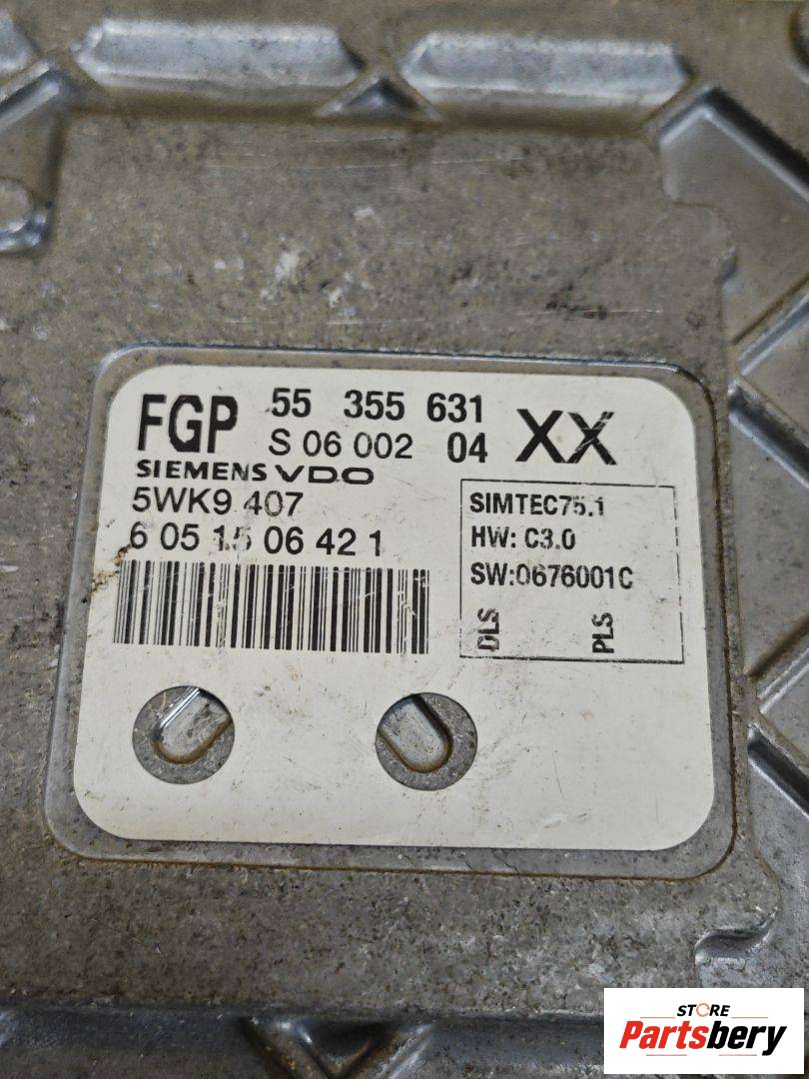 FGP 55 355 631 XX
S 06 002 04
SIEMENS VDO
5WK9 407
6 05 15 06 42 1
SIMTEC75.1
HW: C3.0
SW:0676001C
DLS PLS
STORE
Partsbery